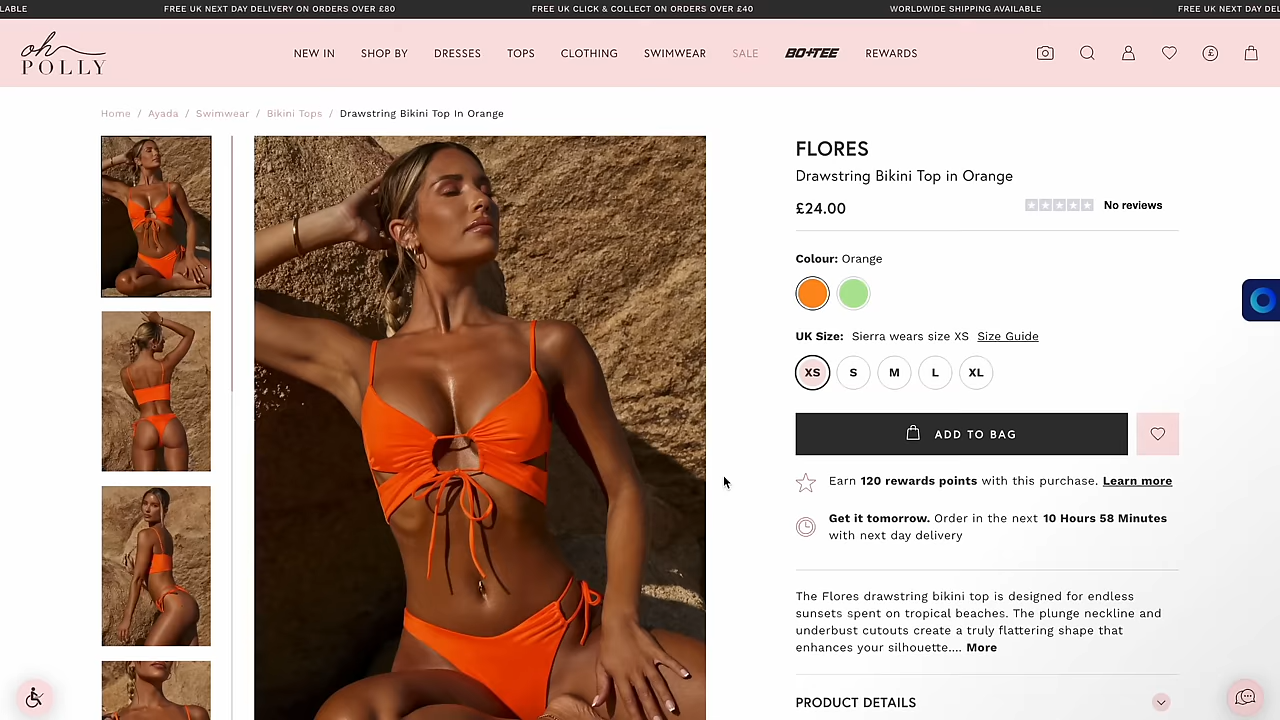 LABLE
FREE UK NEXT DAY DELIVERY ON ORDERS OVER £80
FREE UK CLICK & COLLECT ON ORDERS OVER £40
WORLDWIDE SHIPPING AVAILABLE
FREE UK NEXT DAY DEL
oh
POLLY
NEW IN
SHOP BY
DRESSES
TOPS
CLOTHING
SWIMWEAR
SALE
BO+TEE
REWARDS
Home / Ayada / Swimwear / Bikini Tops / Drawstring Bikini Top In Orange
FLORES
Drawstring Bikini Top in Orange
£24.00
No reviews
Colour: Orange
UK Size: Sierra wears size XS Size Guide
XS S M L XL
ADD TO BAG
Earn 120 rewards points with this purchase. Learn more
Get it tomorrow. Order in the next 10 Hours 58 Minutes
with next day delivery
The Flores drawstring bikini top is designed for endless
sunsets spent on tropical beaches. The plunge neckline and
underbust cutouts create a truly flattering shape that
enhances your silhouette.... More
PRODUCT DETAILS